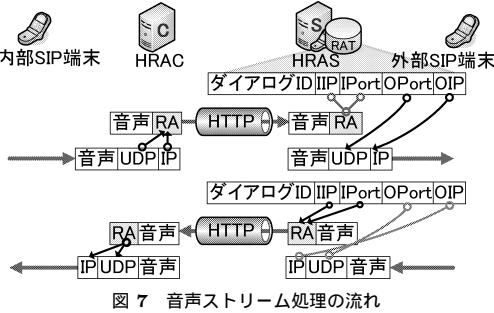 C
S
RAT
内部SIP端末
HRAC
HRAS
外部SIP端末
ダイアログID IIP IPort OPort OIP
音声 RA
HTTP
音声 RA
音声 UDP IP
音声 UDP IP
ダイアログID IIP IPort OPort OIP
RA 音声
HTTP
RA 音声
IP UDP 音声
IP UDP 音声
図 7 音声ストリーム処理の流れ